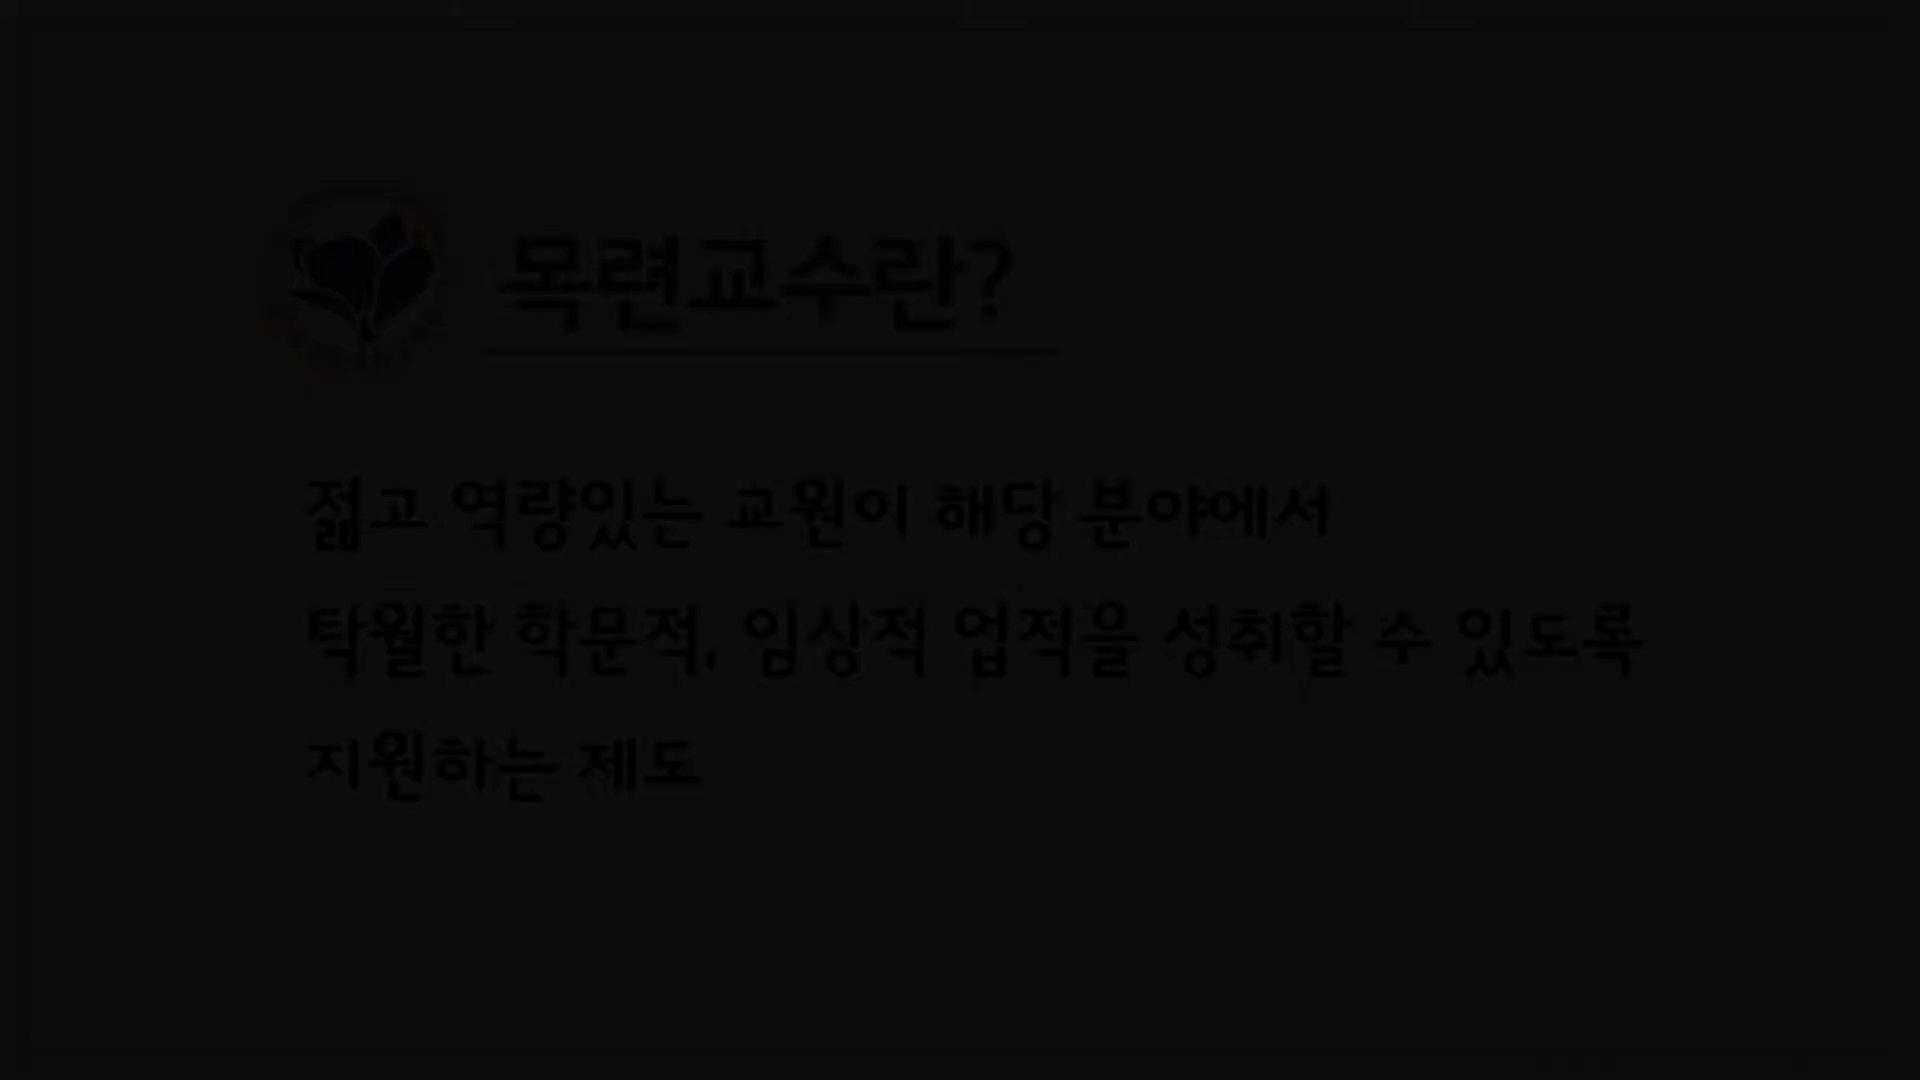 목련교수란?
젊고 역량있는 교원이 해당 분야에서
탁월한 학문적, 임상적 업적을 성취할 수 있도록
지원하는 제도